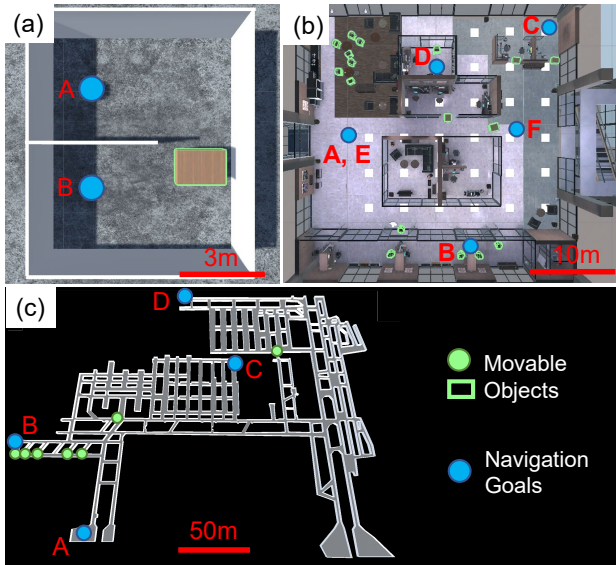 (a)
A
B
3m
(b)
C
D
A, E
F
B
10m
(c)
D
C
B
A
50m
Movable
Objects
Navigation
Goals